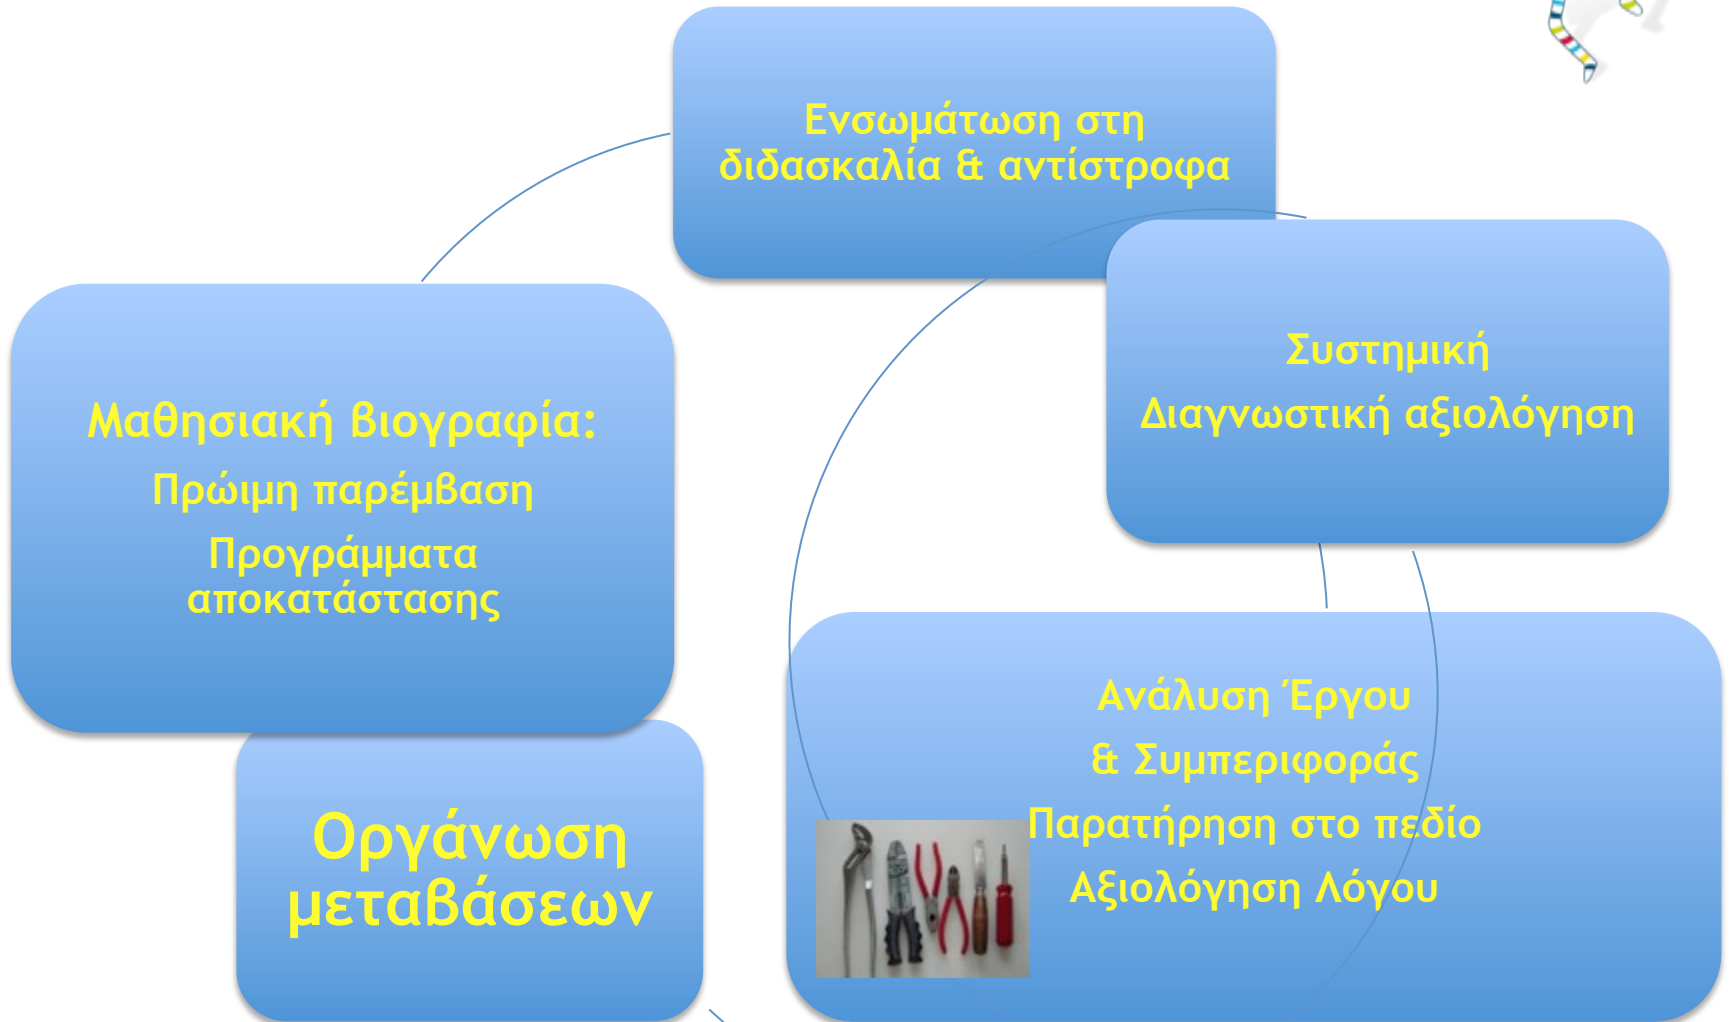 Ενσωμάτωση στη
διδασκαλία & αντίστροφα
Συστημική
Διαγνωστική αξιολόγηση
Μαθησιακή βιογραφία:
Πρώιμη παρέμβαση
Προγράμματα
αποκατάστασης
Ανάλυση Έργου
& Συμπεριφοράς
Παρατήρηση στο πεδίο
Αξιολόγηση Λόγου
Οργάνωση
μεταβάσεων